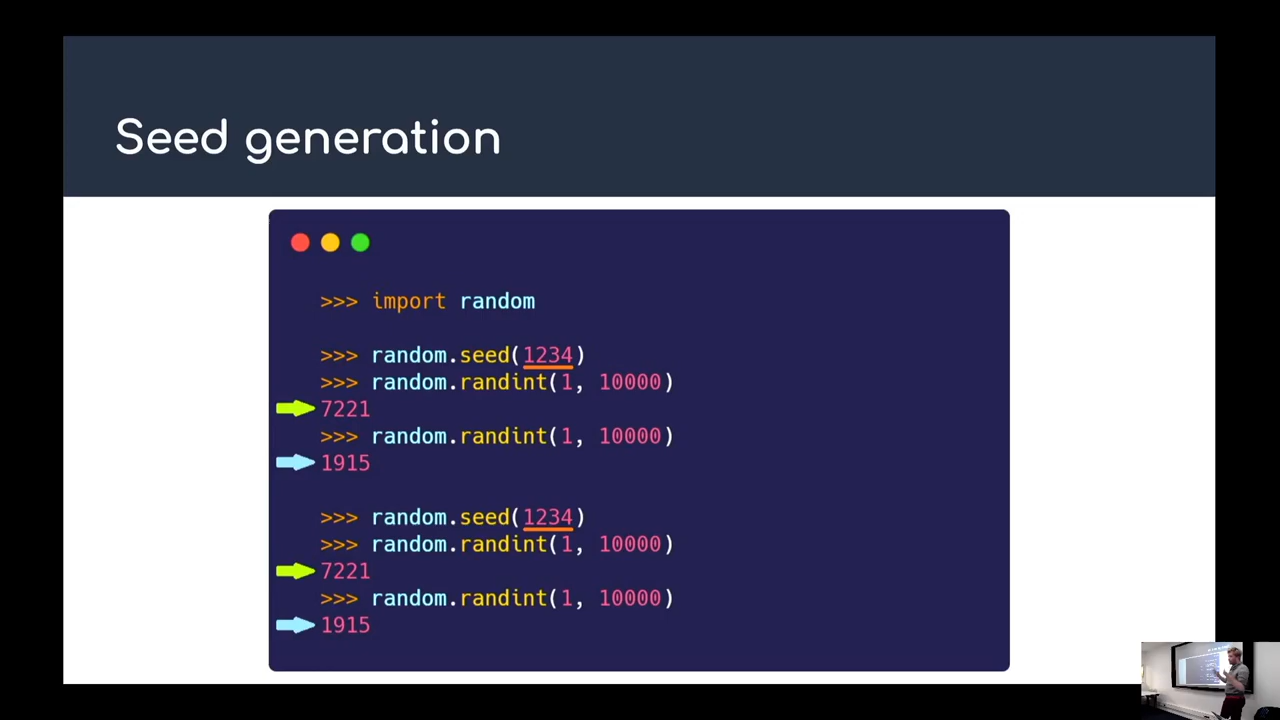 Seed generation
>>> import random
>>> random.seed(1234)
>>> random.randint(1, 10000)
7221
>>> random.randint(1, 10000)
1915
>>> random.seed(1234)
>>> random.randint(1, 10000)
7221
>>> random.randint(1, 10000)
1915